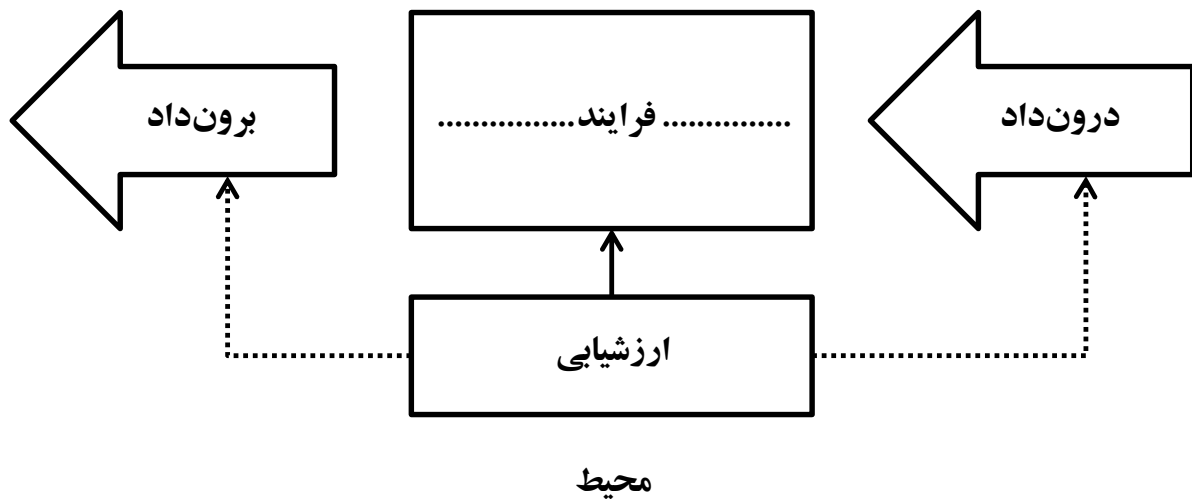 درون‌داد
............... فرایند................
برون‌داد
ارزشیابی
محیط